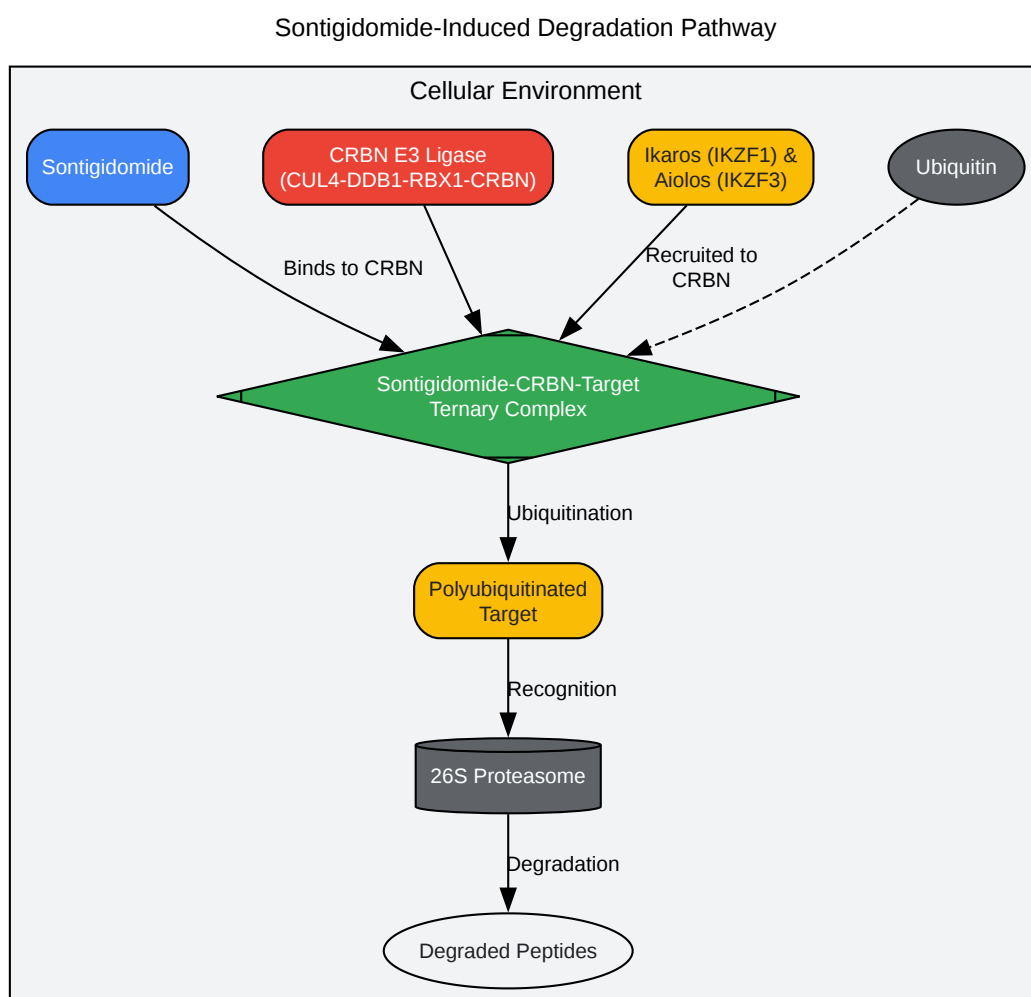 Sontigidomide-Induced Degradation Pathway
Cellular Environment
Sontigidomide
CRBN E3 Ligase
(CUL4-DDB1-RBX1-CRBN)
Ikaros (IKZF1) &
Aiolos (IKZF3)
Ubiquitin
Binds to CRBN
Recruited to
CRBN
Sontigidomide-CRBN-Target
Ternary Complex
Ubiquitination
Polyubiquitinated
Target
Recognition
26S Proteasome
Degradation
Degraded Peptides